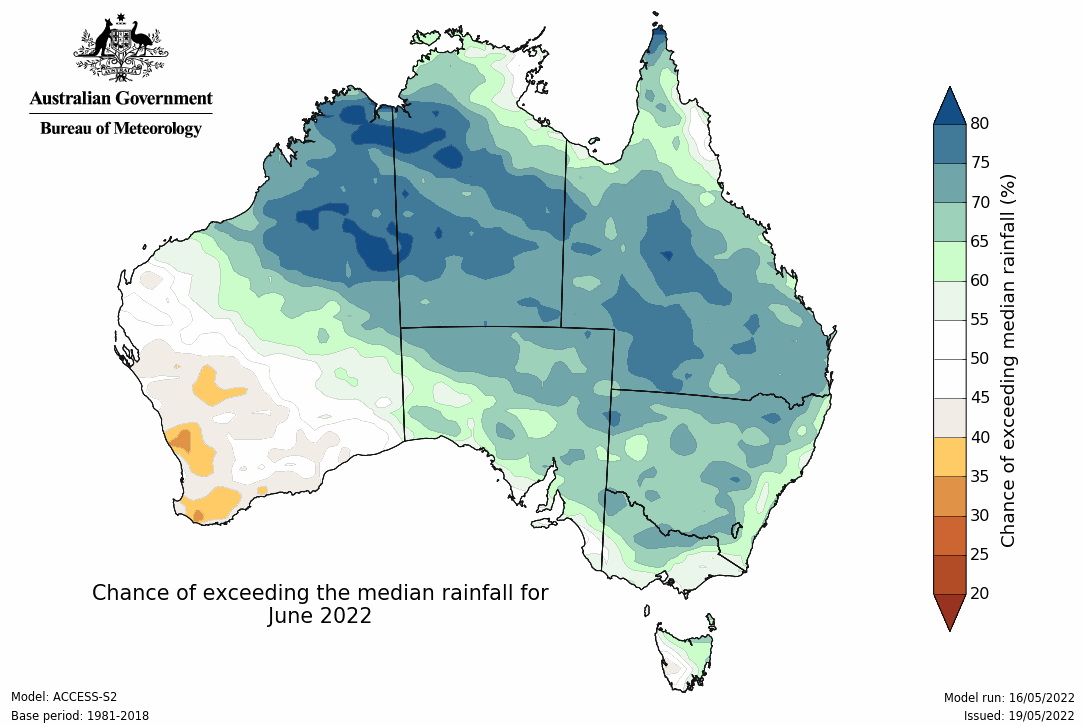 Australian Government
Bureau of Meteorology
80
75
70
65
60
55
50
45
40
35
30
25
20
Chance of exceeding median rainfall (%)
Chance of exceeding the median rainfall for
June 2022
Model: ACCESS-S2
Base period: 1981-2018
Model run: 16/05/2022
Issued: 19/05/2022